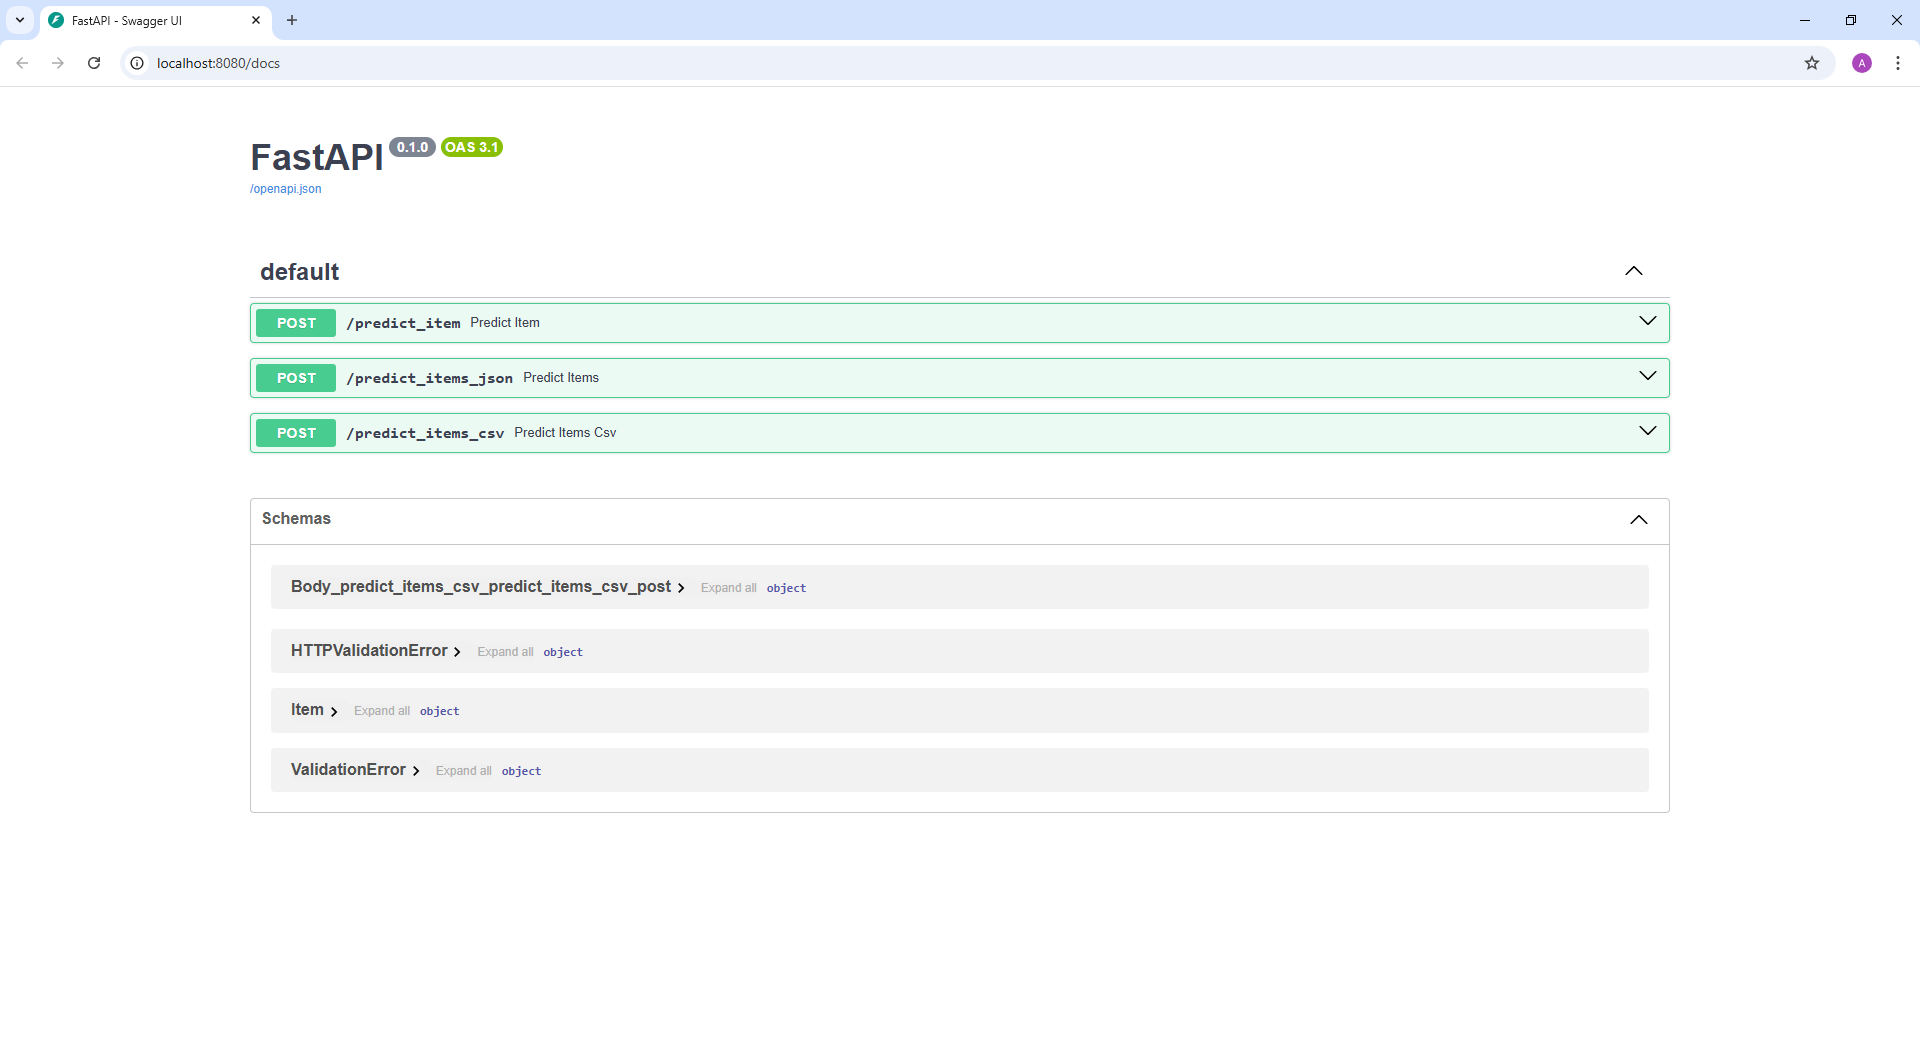 FastAPI - Swagger UI
localhost:8080/docs
A
FastAPI 0.1.0 OAS 3.1
/openapi.json
default
POST /predict_item Predict Item
POST /predict_items_json Predict Items
POST /predict_items_csv Predict Items Csv
Schemas
Body_predict_items_csv_predict_items_csv_post Expand all object
HTTPValidationError Expand all object
Item Expand all object
ValidationError Expand all object